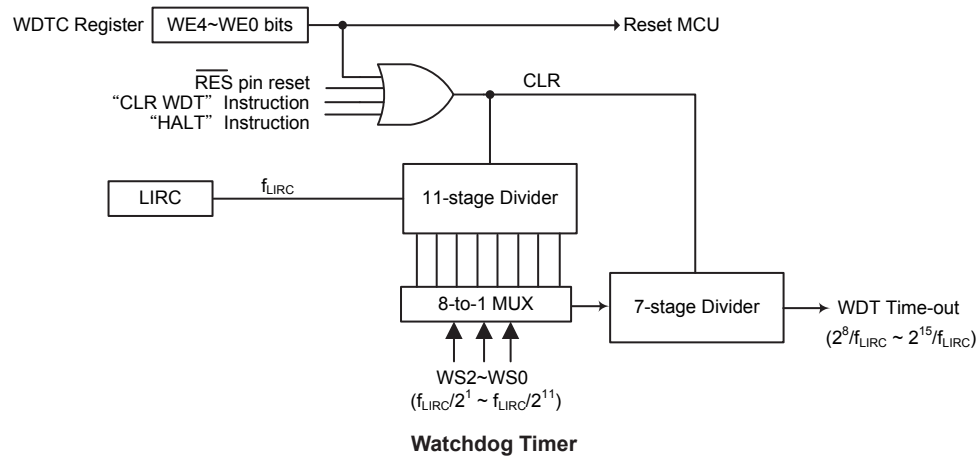 WDTC Register
WE4~WE0 bits
Reset MCU
R̅E̅S̅ pin reset
“CLR WDT” Instruction
“HALT” Instruction
CLR
LIRC
fLIRC
11-stage Divider
8-to-1 MUX
7-stage Divider
WDT Time-out
(2⁸/fLIRC ~ 2¹⁵/fLIRC)
WS2~WS0
(fLIRC/2¹ ~ fLIRC/2¹¹)
Watchdog Timer